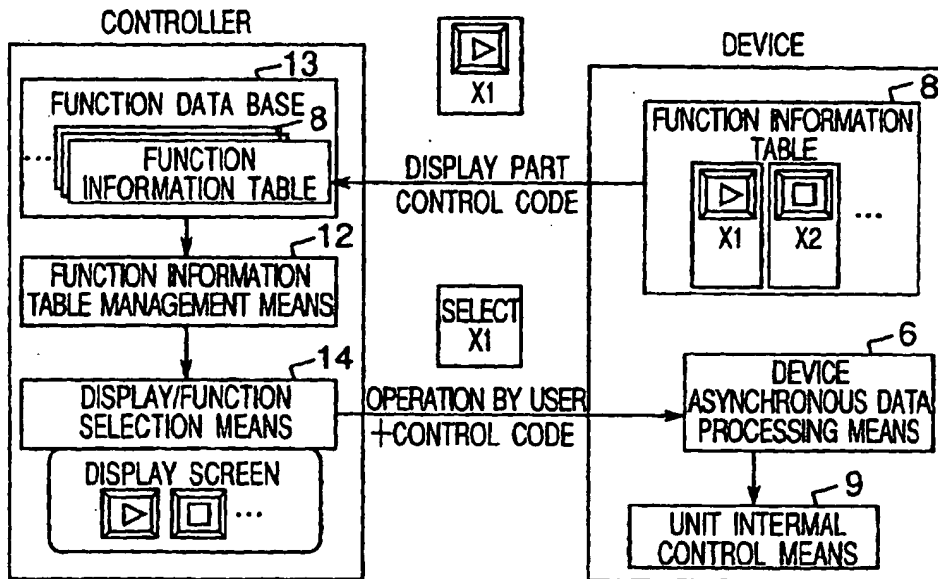 CONTROLLER
13
FUNCTION DATA BASE
8
...
FUNCTION
INFORMATION TABLE
12
FUNCTION INFORMATION
TABLE MANAGEMENT MEANS
14
DISPLAY/FUNCTION
SELECTION MEANS
DISPLAY SCREEN
...
X1
DISPLAY PART
CONTROL CODE
SELECT
X1
OPERATION BY USER
+CONTROL CODE
DEVICE
8
FUNCTION INFORMATION
TABLE
X1 X2 ...
6
DEVICE
ASYNCHRONOUS DATA
PROCESSING MEANS
9
UNIT INTERMAL
CONTROL MEANS